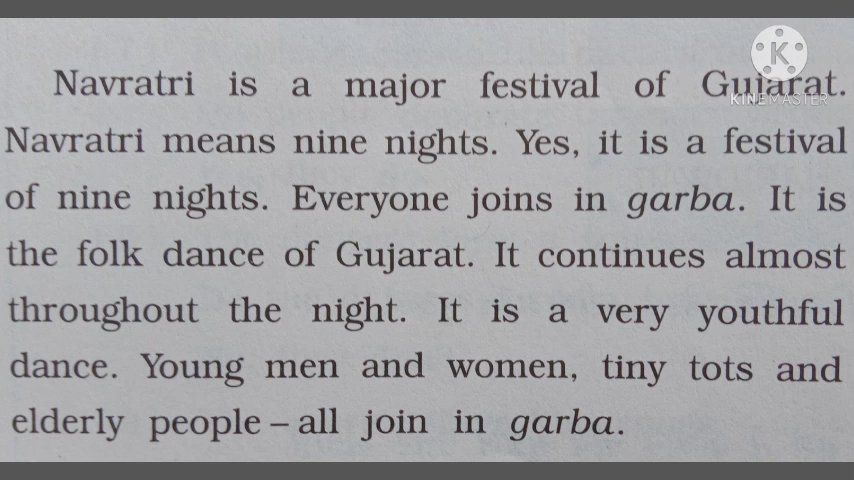 Navratri is a major festival of Gujarat.
KINEMASTER
Navratri means nine nights. Yes, it is a festival
of nine nights. Everyone joins in garba. It is
the folk dance of Gujarat. It continues almost
throughout the night. It is a very youthful
dance. Young men and women, tiny tots and
elderly people – all join in garba.